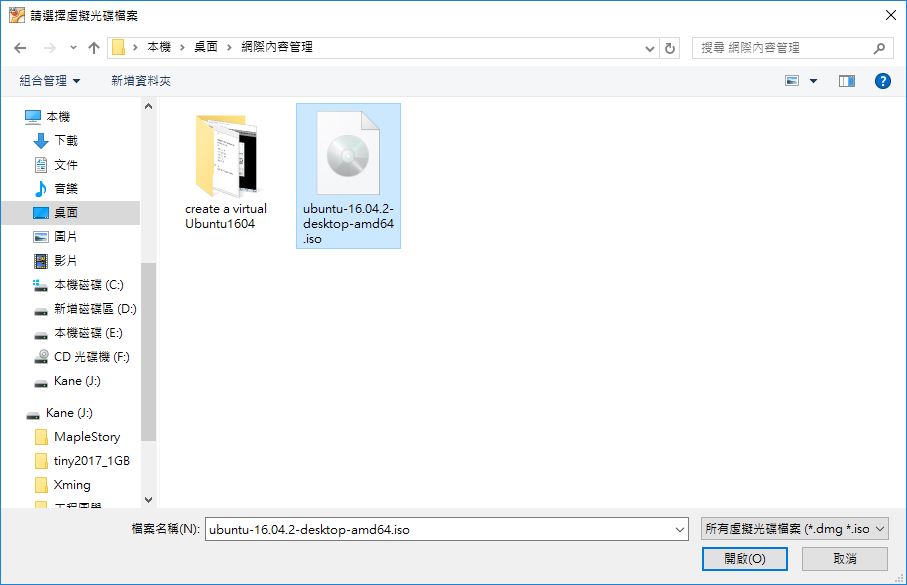 請選擇虛擬光碟檔案
本機 › 桌面 › 網際內容管理
搜尋 網際內容管理
組合管理
新增資料夾
本機
下載
文件
音樂
桌面
圖片
影片
本機磁碟 (C:)
新增磁碟區 (D:)
本機磁碟 (E:)
CD 光碟機 (F:)
Kane (J:)
Kane (J:)
MapleStory
tiny2017_1GB
Xming
create a virtual
Ubuntu1604
ubuntu-16.04.2-
desktop-amd64
.iso
檔案名稱(N):
ubuntu-16.04.2-desktop-amd64.iso
所有虛擬光碟檔案 (*.dmg *.iso
開啟(O)
取消